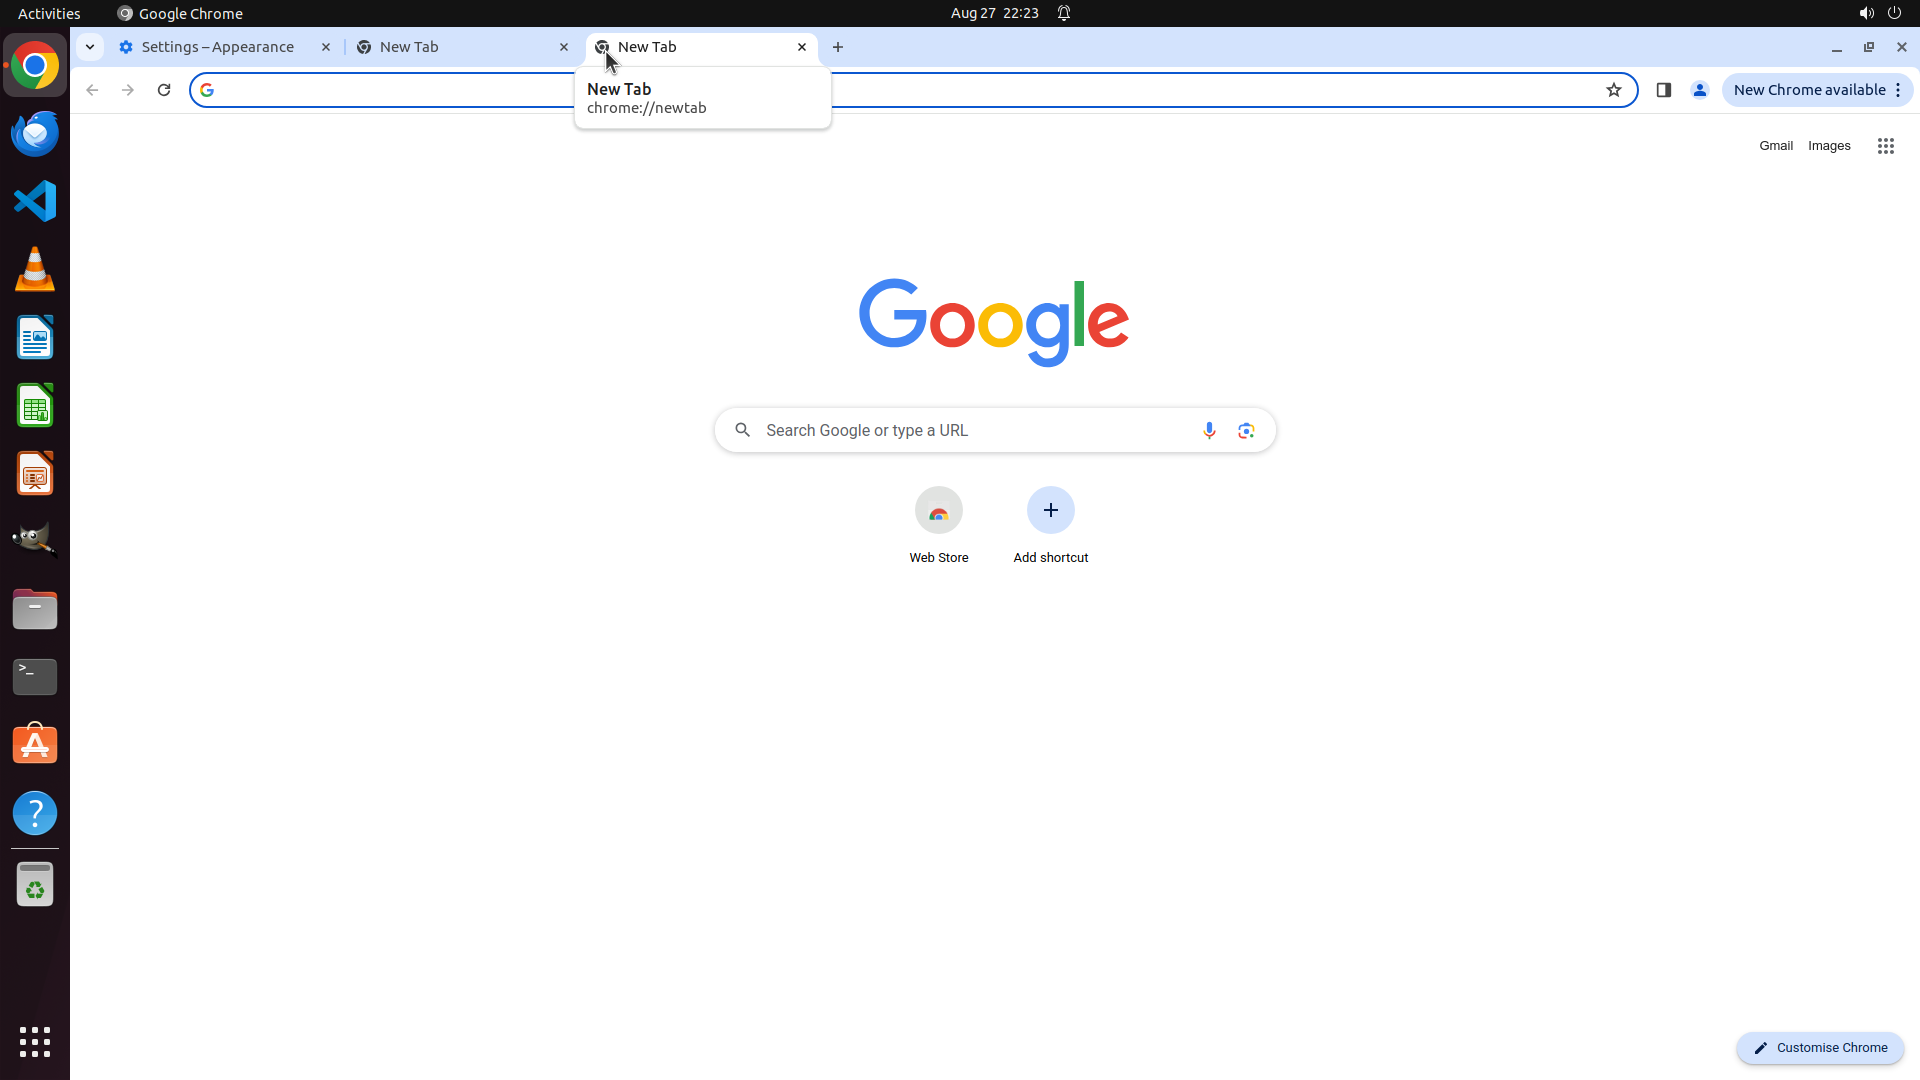 Activities
Google Chrome
Aug 27 22:23
Settings – Appearance
New Tab
New Tab
New Chrome available
New Tab
chrome://newtab
Gmail
Images
Google
Search Google or type a URL
Web Store
Add shortcut
>_
?
Customise Chrome